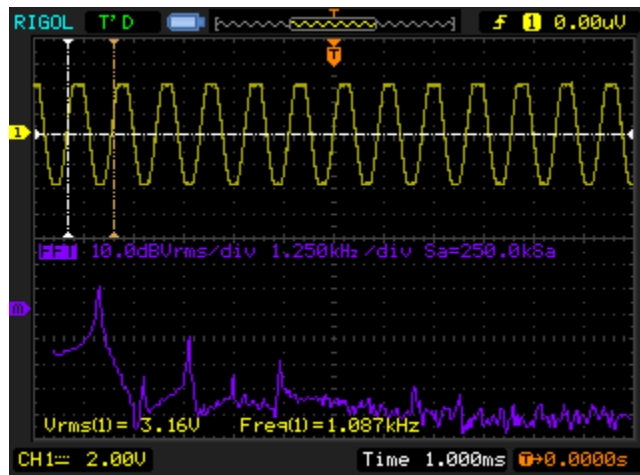 RIGOL T'D T 1 0.00uV
T
1
FFT 10.0dBVrms/div 1.250kHz/div Sa=250.0kSa
m
Vrms(1)= 3.16V Freq(1)=1.087kHz
CH1 2.00V Time 1.000ms T→0.0000s